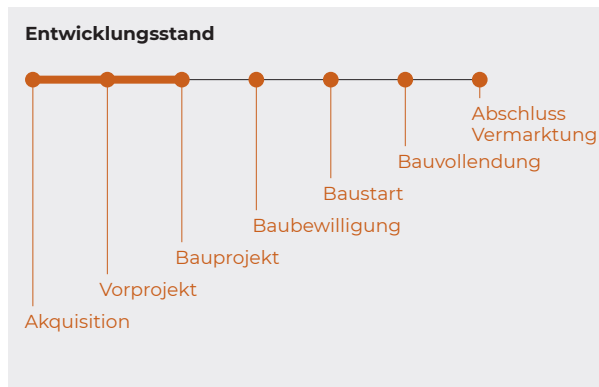 Entwicklungsstand
Abschluss
Vermarktung
Bauvollendung
Baustart
Baubewilligung
Bauprojekt
Vorprojekt
Akquisition